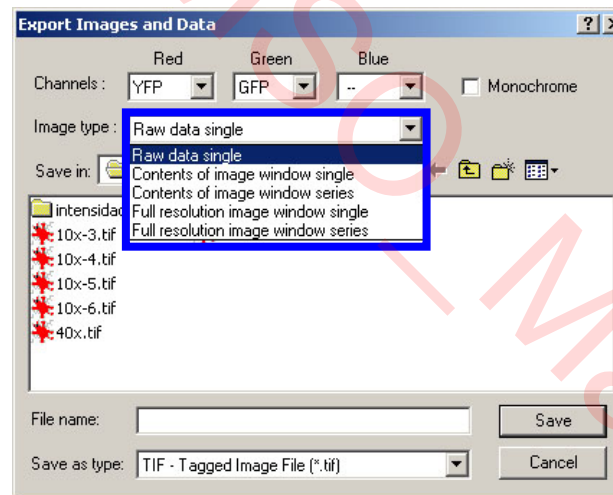 Export Images and Data
Red Green Blue
Channels : YFP GFP -- Monochrome
Image type : Raw data single
Raw data single
Contents of image window single
Contents of image window series
Full resolution image window single
Full resolution image window series
Save in:
intensidad
10x-3.tif
10x-4.tif
10x-5.tif
10x-6.tif
40x.tif
File name: Save
Save as type: TIF - Tagged Image File (*.tif) Cancel